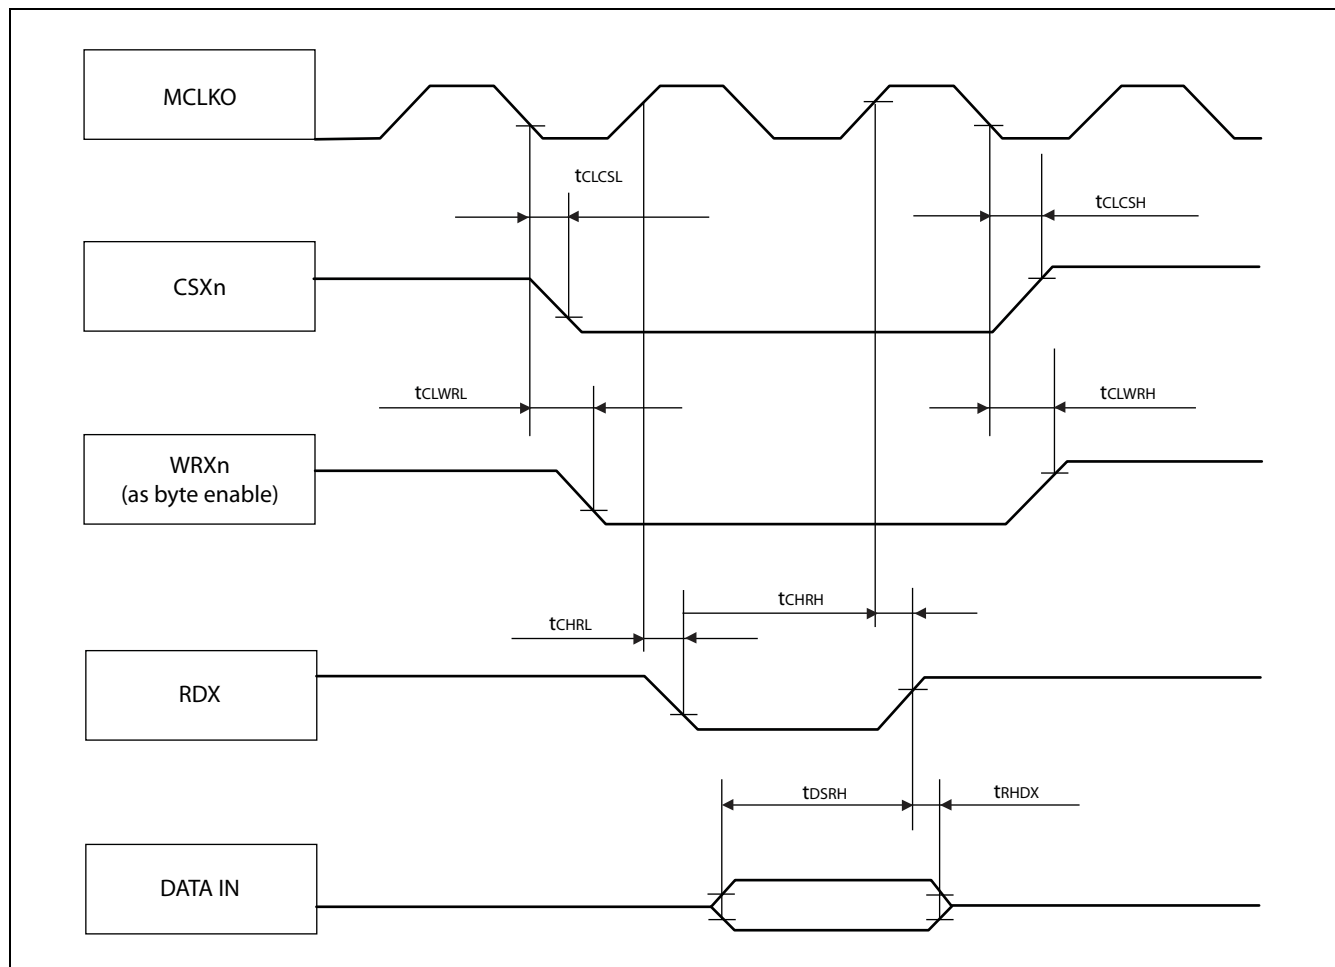 MCLKO
tCLCSL
tCLCSH
CSXn
tCLWRL
tCLWRH
WRXn
(as byte enable)
tCHRH
tCHRL
RDX
tDSRH
tRHDX
DATA IN